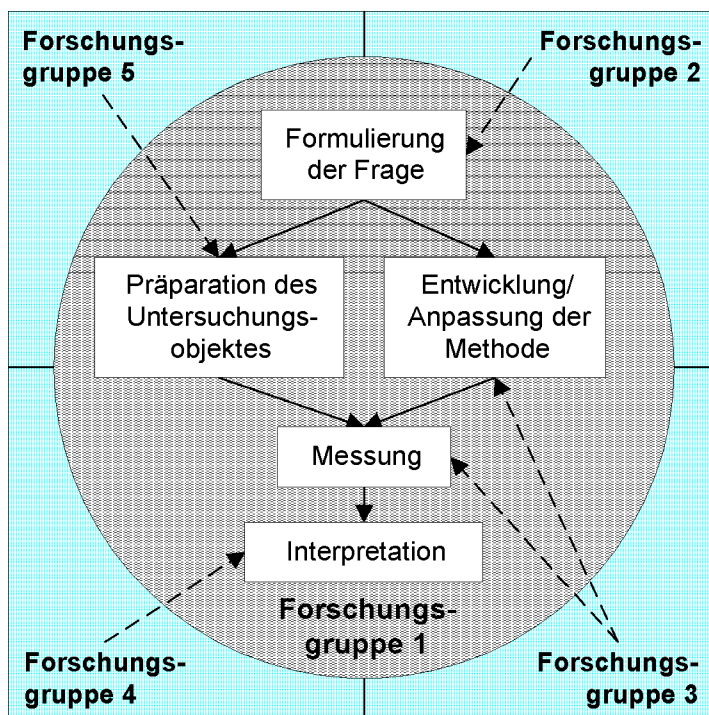 Forschungs-
gruppe 5
Forschungs-
gruppe 2
Formulierung
der Frage
Präparation des
Untersuchungs-
objektes
Entwicklung/
Anpassung der
Methode
Messung
Interpretation
Forschungs-
gruppe 1
Forschungs-
gruppe 4
Forschungs-
gruppe 3